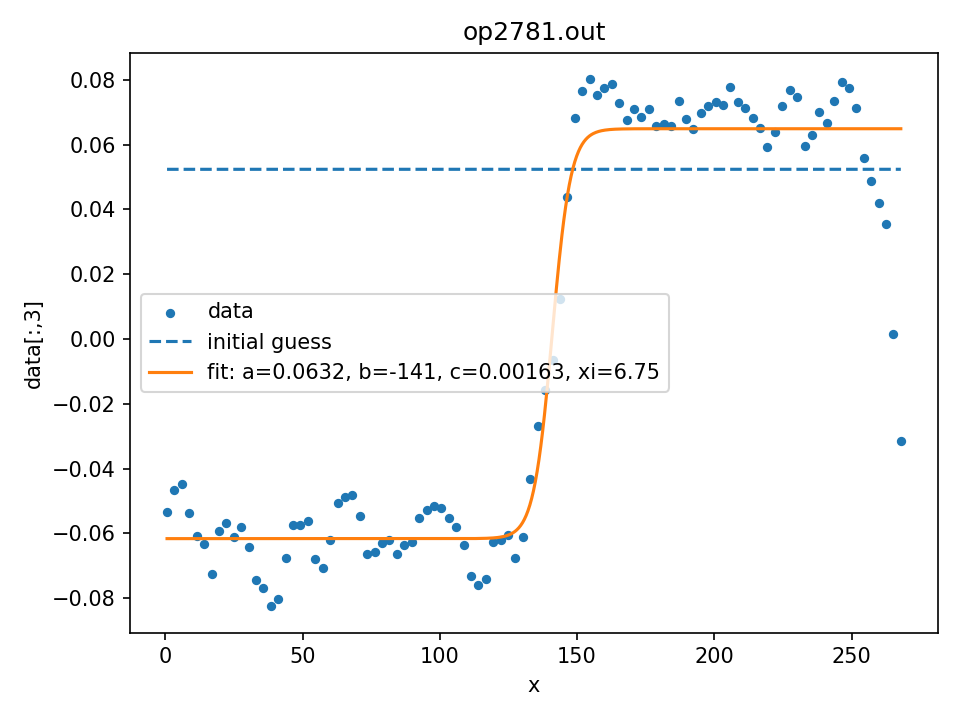 op2781.out
0.08
0.06
0.04
0.02
0.00
−0.02
−0.04
−0.06
−0.08
data[:,3]
data
initial guess
fit: a=0.0632, b=-141, c=0.00163, xi=6.75
0 50 100 150 200 250
x